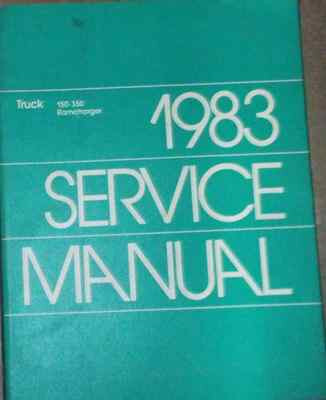 Truck 150-350
Ramcharger
1983
SERVICE
MANUAL